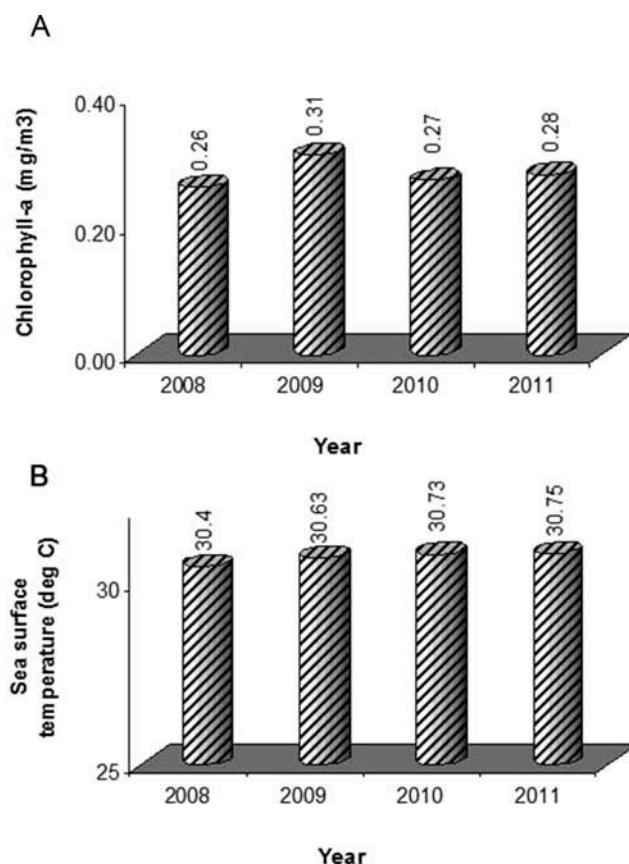 A
Chlorophyll-a (mg/m3)
0.40
0.20
0.00
0.26
0.31
0.27
0.28
2008 2009 2010 2011
Year
B
Sea surface
temperature (deg C)
30
25
30.4
30.63
30.73
30.75
2008 2009 2010 2011
Year